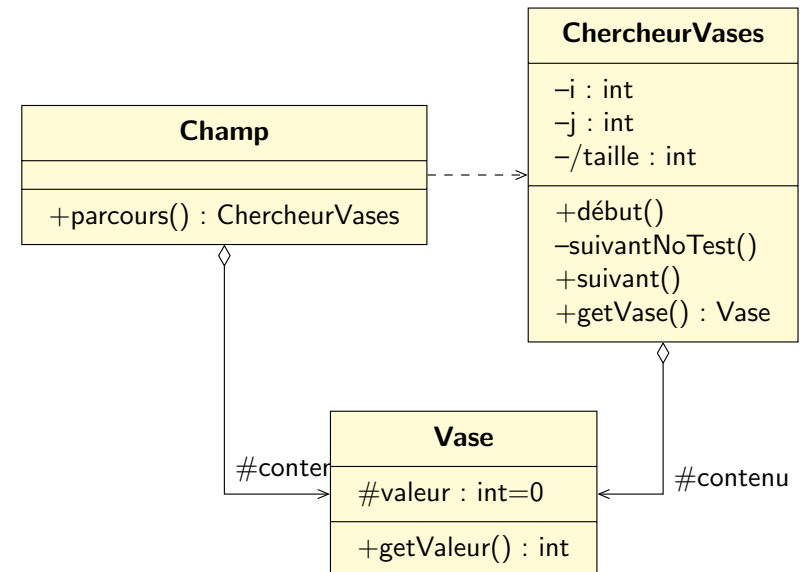 ChercheurVases
–i : int
–j : int
–/taille : int
+début()
–suivantNoTest()
+suivant()
+getVase() : Vase
Champ
+parcours() : ChercheurVases
#conter
#contenu
Vase
#valeur : int=0
+getValeur() : int